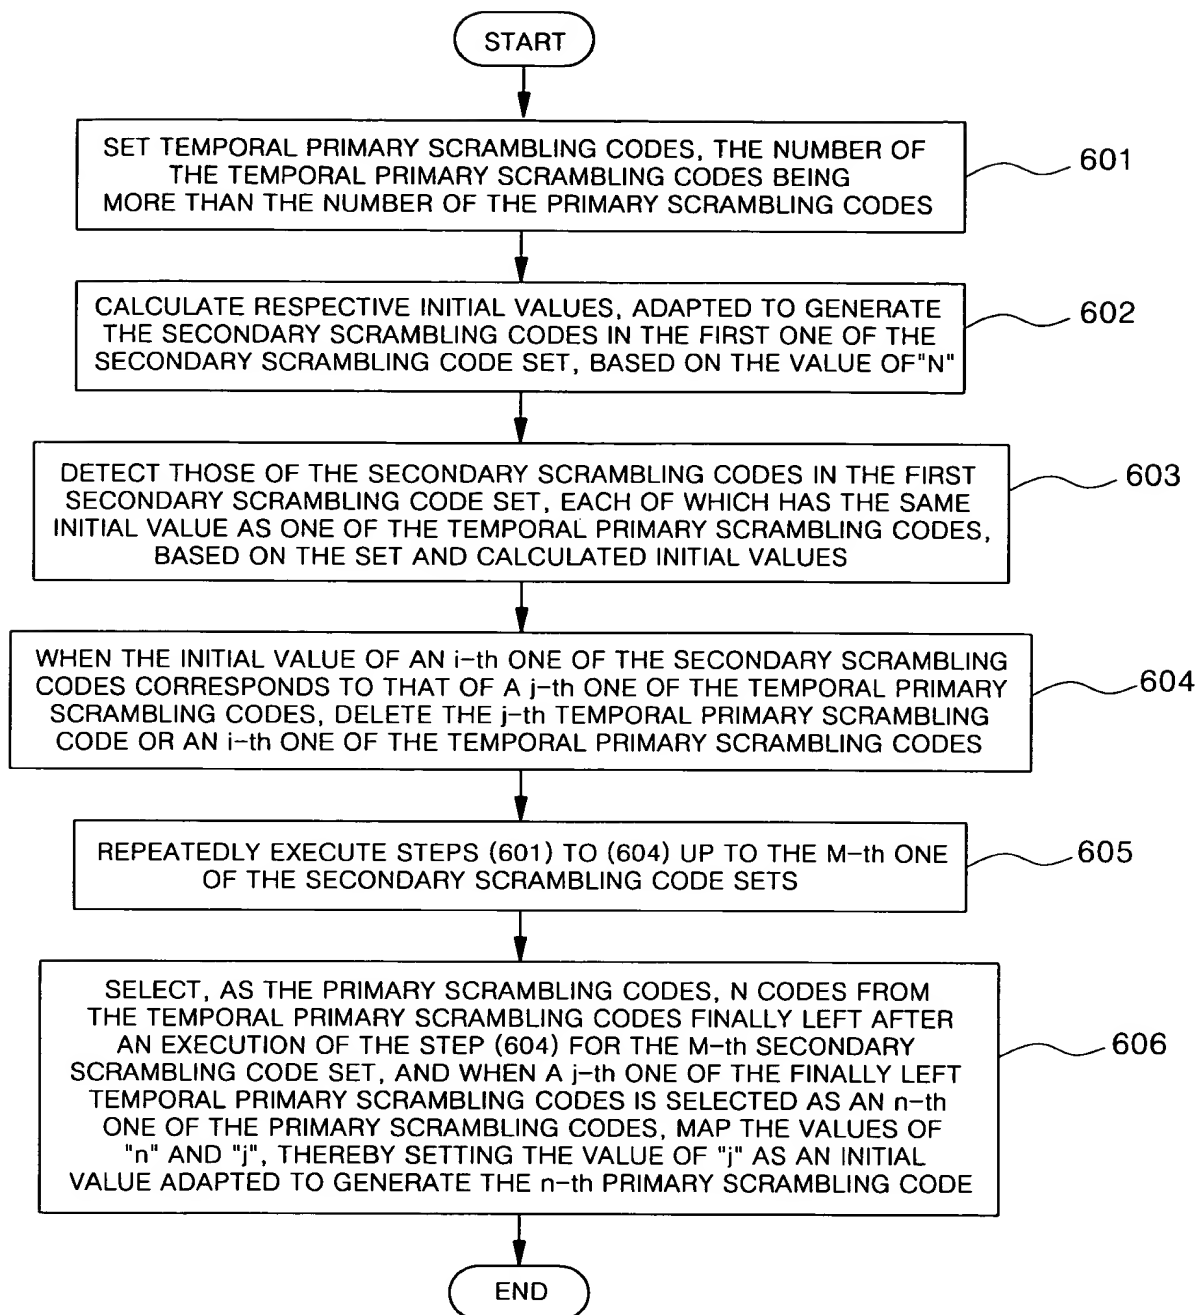 START
SET TEMPORAL PRIMARY SCRAMBLING CODES, THE NUMBER OF
THE TEMPORAL PRIMARY SCRAMBLING CODES BEING
MORE THAN THE NUMBER OF THE PRIMARY SCRAMBLING CODES
601
CALCULATE RESPECTIVE INITIAL VALUES, ADAPTED TO GENERATE
THE SECONDARY SCRAMBLING CODES IN THE FIRST ONE OF THE
SECONDARY SCRAMBLING CODE SET, BASED ON THE VALUE OF"N"
602
DETECT THOSE OF THE SECONDARY SCRAMBLING CODES IN THE FIRST
SECONDARY SCRAMBLING CODE SET, EACH OF WHICH HAS THE SAME
INITIAL VALUE AS ONE OF THE TEMPORAL PRIMARY SCRAMBLING CODES,
BASED ON THE SET AND CALCULATED INITIAL VALUES
603
WHEN THE INITIAL VALUE OF AN i-th ONE OF THE SECONDARY SCRAMBLING
CODES CORRESPONDS TO THAT OF A j-th ONE OF THE TEMPORAL PRIMARY
SCRAMBLING CODES, DELETE THE j-th TEMPORAL PRIMARY SCRAMBLING
CODE OR AN i-th ONE OF THE TEMPORAL PRIMARY SCRAMBLING CODES
604
REPEATEDLY EXECUTE STEPS (601) TO (604) UP TO THE M-th ONE
OF THE SECONDARY SCRAMBLING CODE SETS
605
SELECT, AS THE PRIMARY SCRAMBLING CODES, N CODES FROM
THE TEMPORAL PRIMARY SCRAMBLING CODES FINALLY LEFT AFTER
AN EXECUTION OF THE STEP (604) FOR THE M-th SECONDARY
SCRAMBLING CODE SET, AND WHEN A j-th ONE OF THE FINALLY LEFT
TEMPORAL PRIMARY SCRAMBLING CODES IS SELECTED AS AN n-th
ONE OF THE PRIMARY SCRAMBLING CODES, MAP THE VALUES OF
"n" AND "j", THEREBY SETTING THE VALUE OF "j" AS AN INITIAL
VALUE ADAPTED TO GENERATE THE n-th PRIMARY SCRAMBLING CODE
606
END